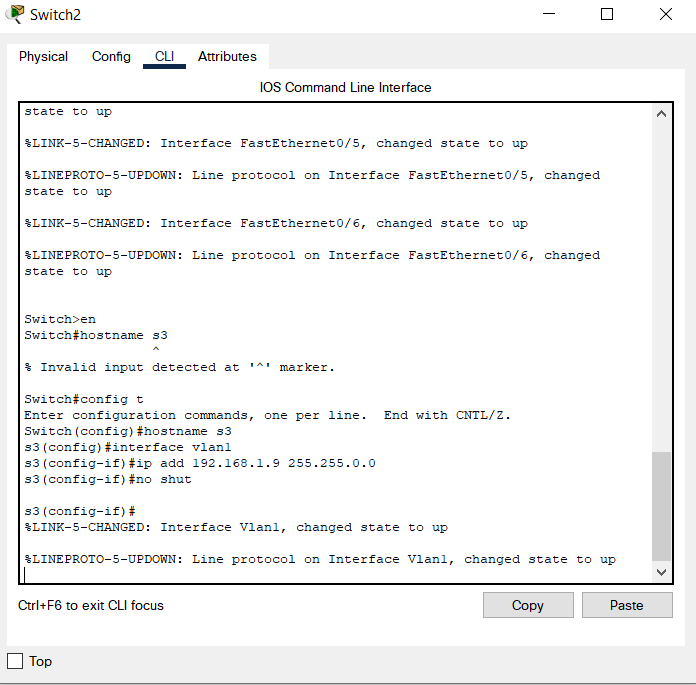 Switch2
Physical Config CLI Attributes
IOS Command Line Interface
state to up
%LINK-5-CHANGED: Interface FastEthernet0/5, changed state to up
%LINEPROTO-5-UPDOWN: Line protocol on Interface FastEthernet0/5, changed
state to up
%LINK-5-CHANGED: Interface FastEthernet0/6, changed state to up
%LINEPROTO-5-UPDOWN: Line protocol on Interface FastEthernet0/6, changed
state to up
Switch>en
Switch#hostname s3
^
% Invalid input detected at '^' marker.
Switch#config t
Enter configuration commands, one per line. End with CNTL/Z.
Switch(config)#hostname s3
s3(config)#interface vlan1
s3(config-if)#ip add 192.168.1.9 255.255.0.0
s3(config-if)#no shut
s3(config-if)#
%LINK-5-CHANGED: Interface Vlan1, changed state to up
%LINEPROTO-5-UPDOWN: Line protocol on Interface Vlan1, changed state to up
Ctrl+F6 to exit CLI focus
Copy Paste
Top